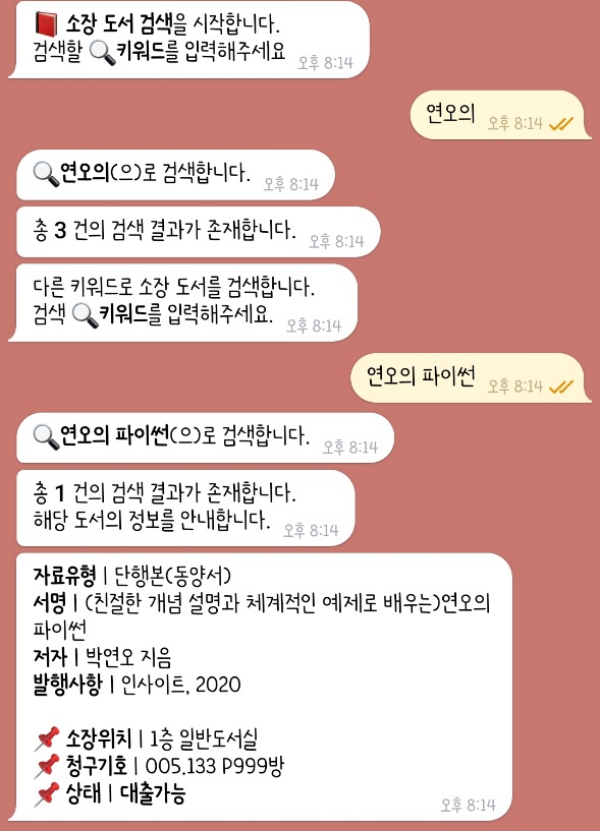 📕 소장 도서 검색을 시작합니다.
검색할 🔍키워드를 입력해주세요 오후 8:14
연오의 오후 8:14
🔍연오의(으)로 검색합니다. 오후 8:14
총 3 건의 검색 결과가 존재합니다. 오후 8:14
다른 키워드로 소장 도서를 검색합니다.
검색 🔍키워드를 입력해주세요. 오후 8:14
연오의 파이썬 오후 8:14
🔍연오의 파이썬(으)로 검색합니다. 오후 8:14
총 1 건의 검색 결과가 존재합니다.
해당 도서의 정보를 안내합니다. 오후 8:14
자료유형 | 단행본(동양서)
서명 | (친절한 개념 설명과 체계적인 예제로 배우는)연오의
파이썬
저자 | 박연오 지음
발행사항 | 인사이트, 2020
📌 소장위치 | 1층 일반도서실
📌 청구기호 | 005.133 P999방
📌 상태 | 대출가능
오후 8:14